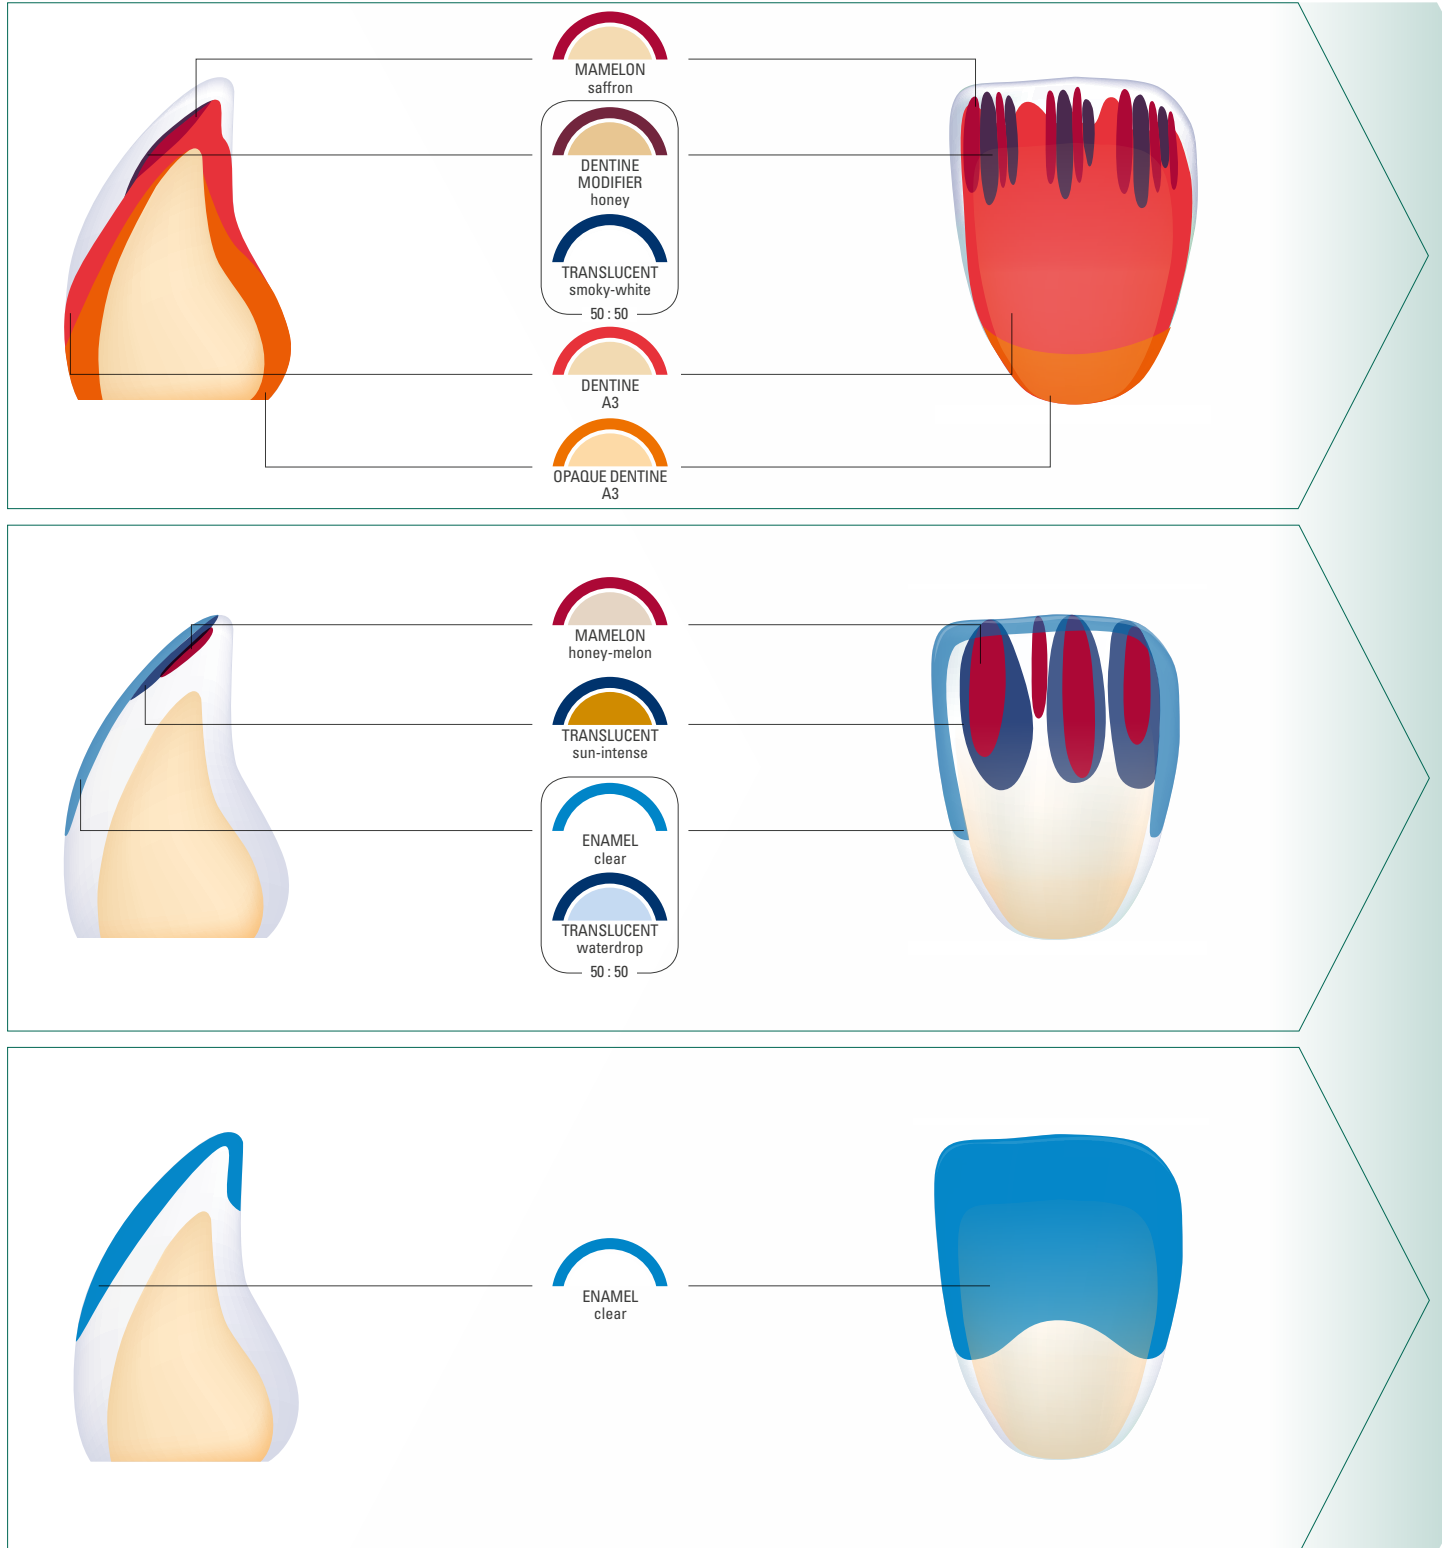 MAMELON
saffron
DENTINE
MODIFIER
honey
TRANSLUCENT
smoky-white
50 : 50
DENTINE
A3
OPAQUE DENTINE
A3
MAMELON
honey-melon
TRANSLUCENT
sun-intense
ENAMEL
clear
TRANSLUCENT
waterdrop
50 : 50
ENAMEL
clear